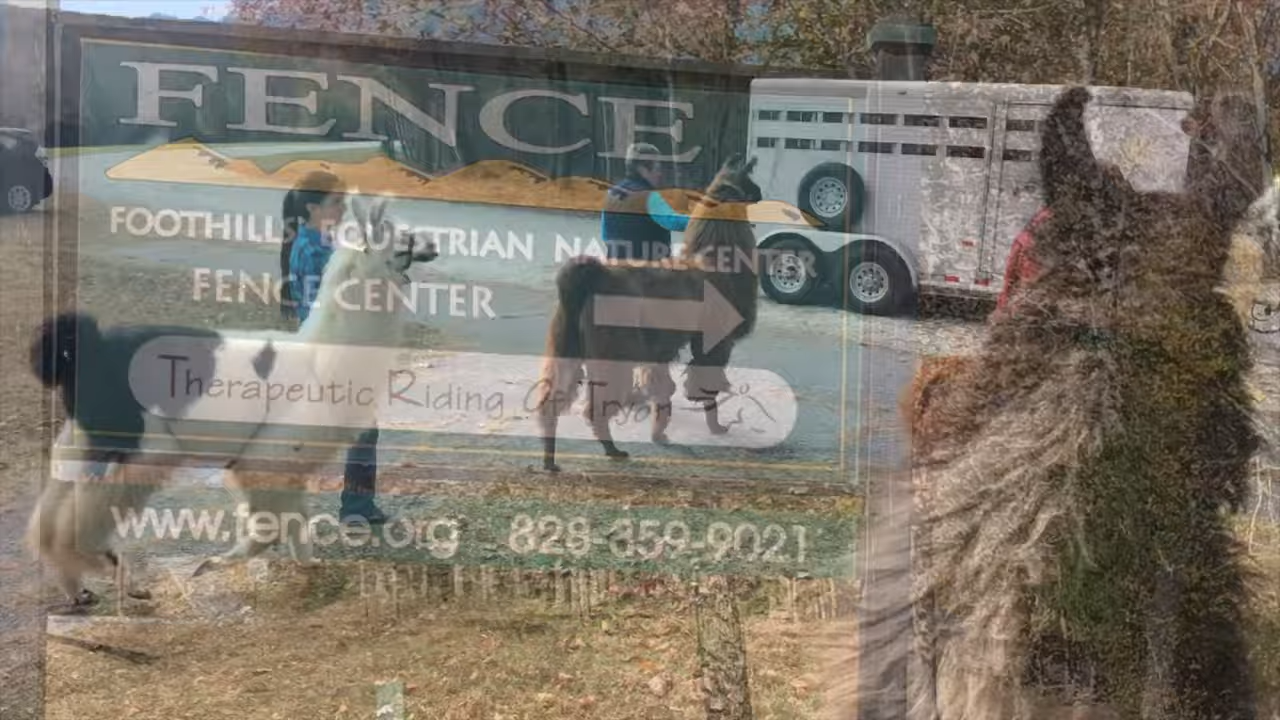 FENCE
FOOTHILLS EQUESTRIAN NATURE CENTER
FENCE CENTER
Therapeutic Riding Of Tryon
www.fence.org 828-859-9021